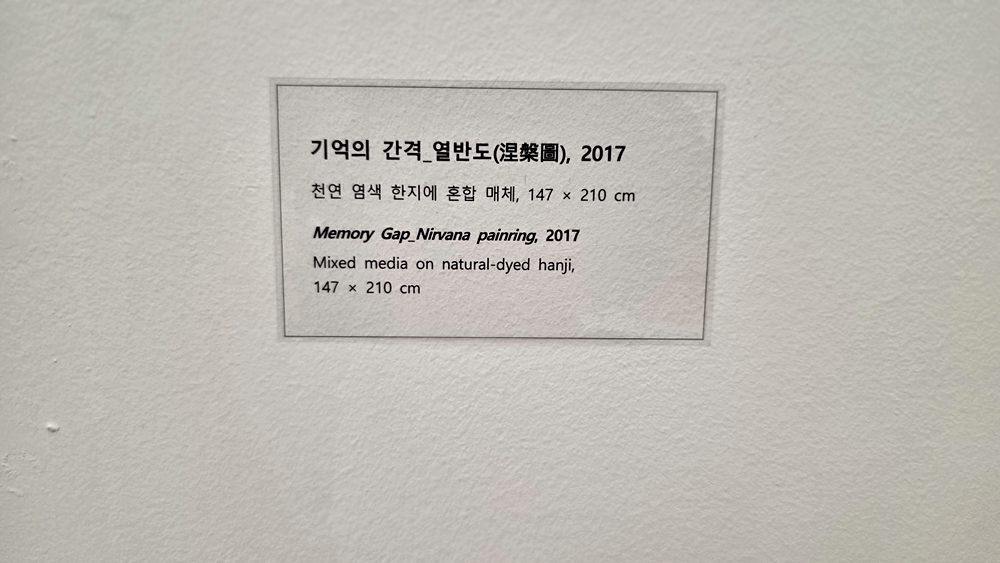 기억의 간격_열반도(涅槃圖), 2017
천연 염색 한지에 혼합 매체, 147 × 210 cm
Memory Gap_Nirvana painring, 2017
Mixed media on natural-dyed hanji,
147 × 210 cm